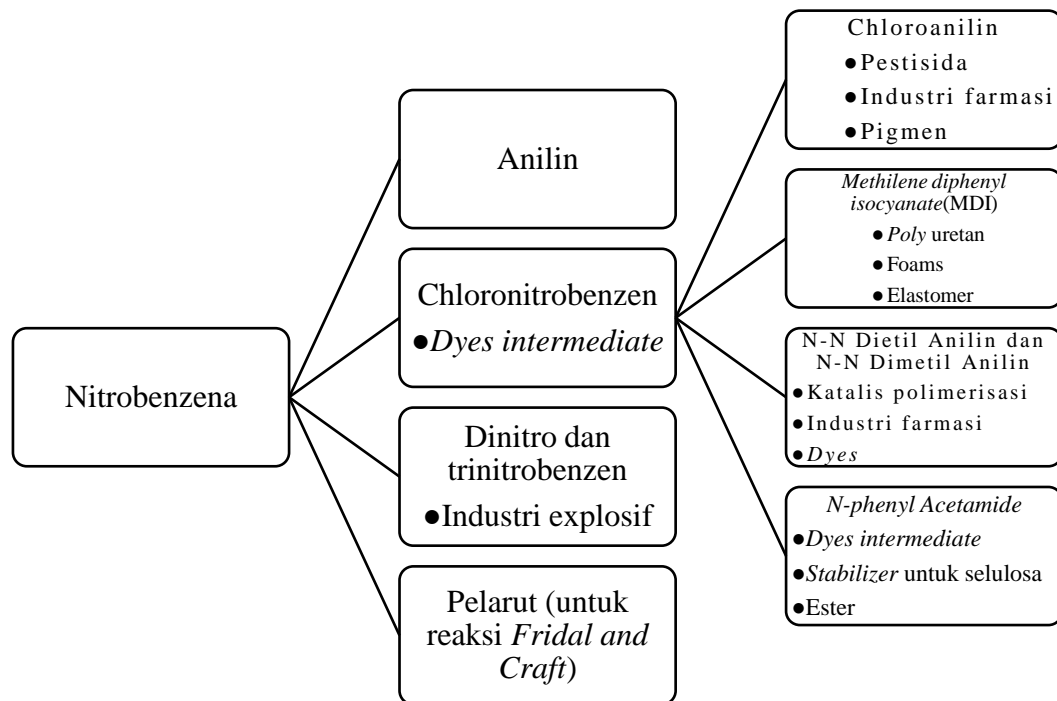 Nitrobenzena
Anilin
Chloronitrobenzen
●Dyes intermediate
Dinitro dan
trinitrobenzen
●Industri explosif
Pelarut (untuk
reaksi Fridal and
Craft)
Chloroanilin
●Pestisida
●Industri farmasi
●Pigmen
Methilene diphenyl
isocyanate(MDI)
●Poly uretan
●Foams
●Elastomer
N-N Dietil Anilin dan
N-N Dimetil Anilin
●Katalis polimerisasi
●Industri farmasi
●Dyes
N-phenyl Acetamide
●Dyes intermediate
●Stabilizer untuk selulosa
●Ester